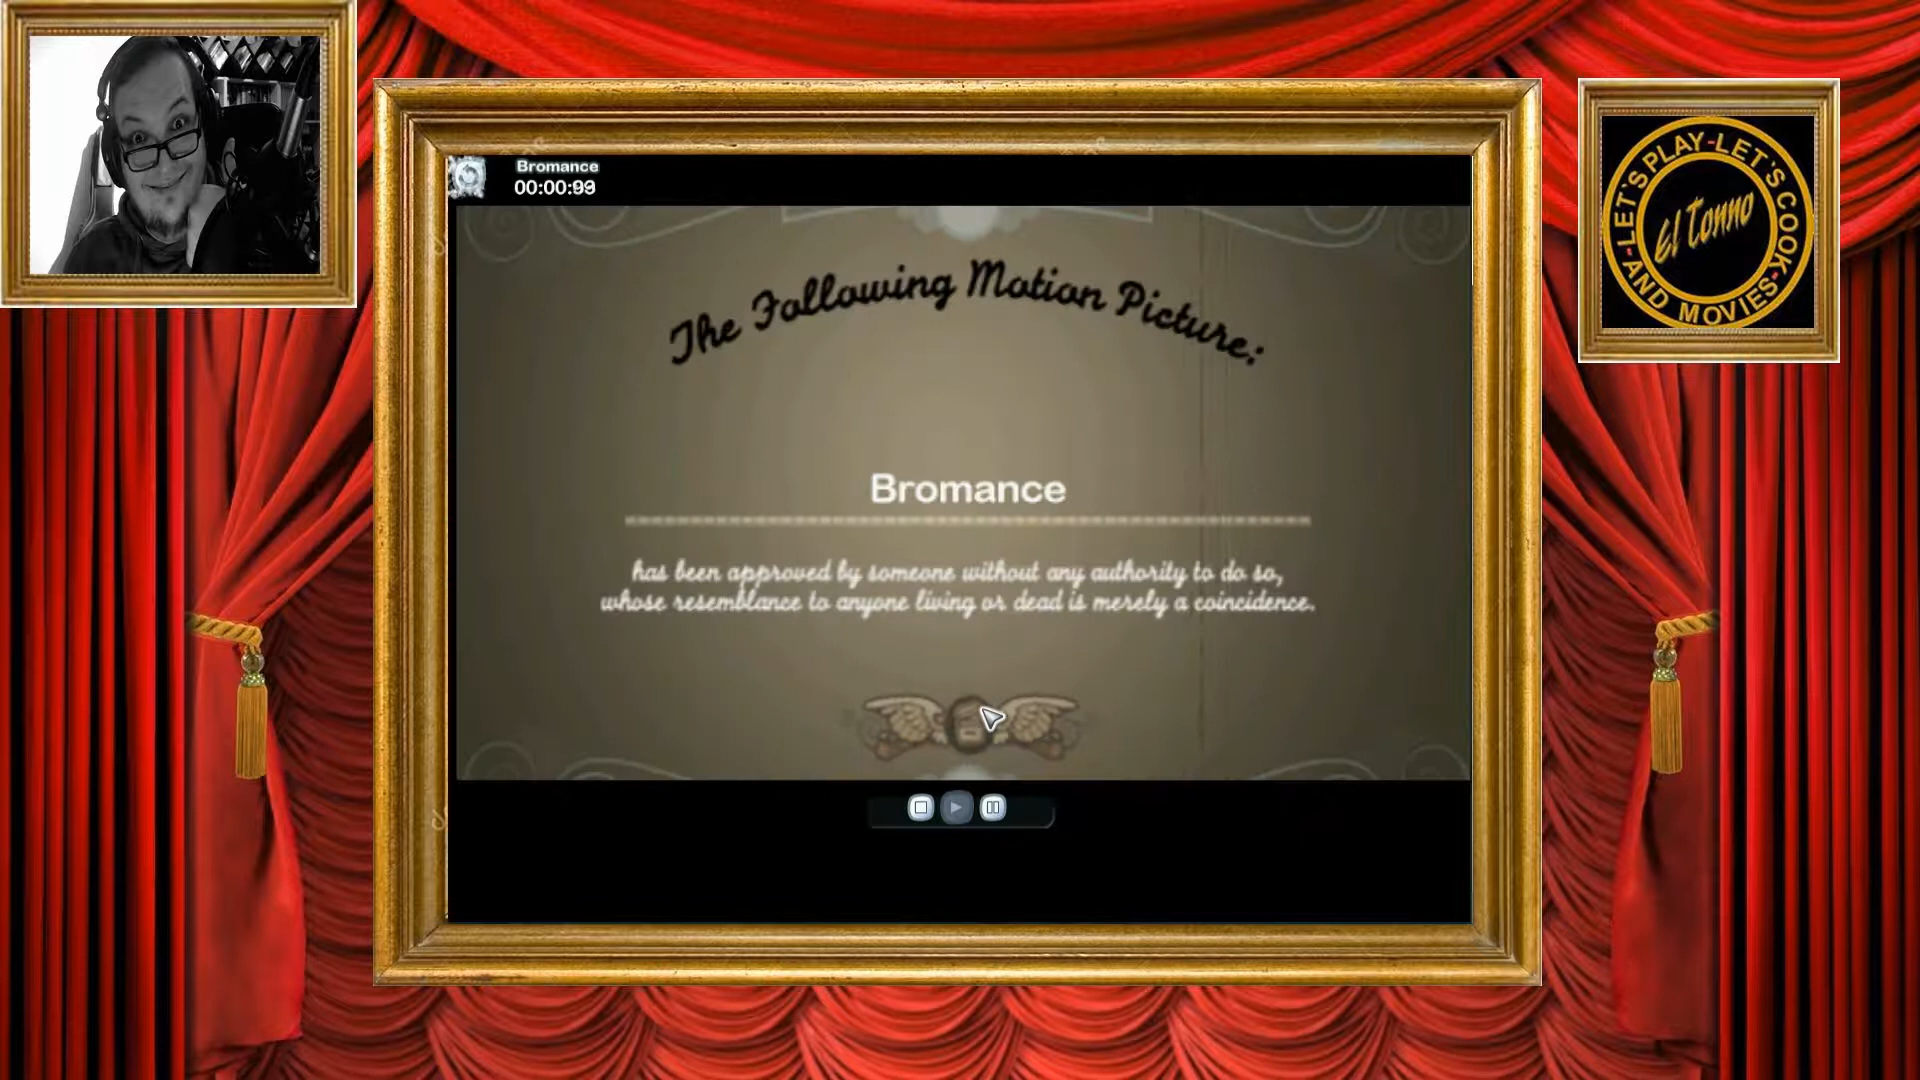 Bromance
00:00:99
LET'S PLAY-LET'S COOK-
-AND MOVIES-
El Tonno
The Following Motion Picture:
Bromance
has been approved by someone without any authority to do so,
whose resemblance to anyone living or dead is merely a coincidence.